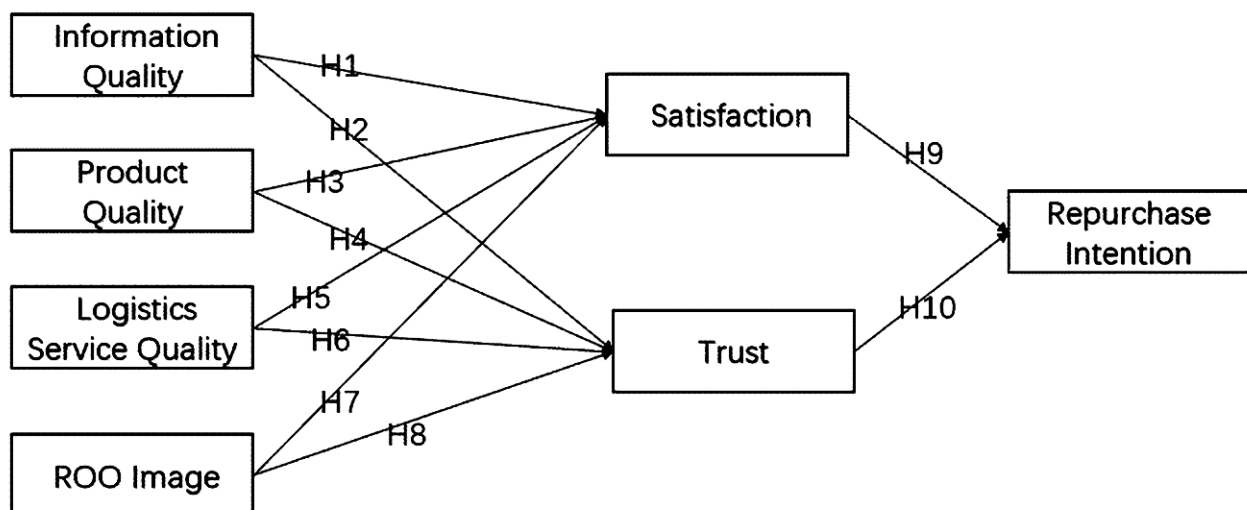 Information
Quality
H1
H2
Satisfaction
Product
Quality
H3
H4
H9
Repurchase
Intention
Logistics
Service Quality
H5
H6
Trust
H10
ROO Image
H7
H8